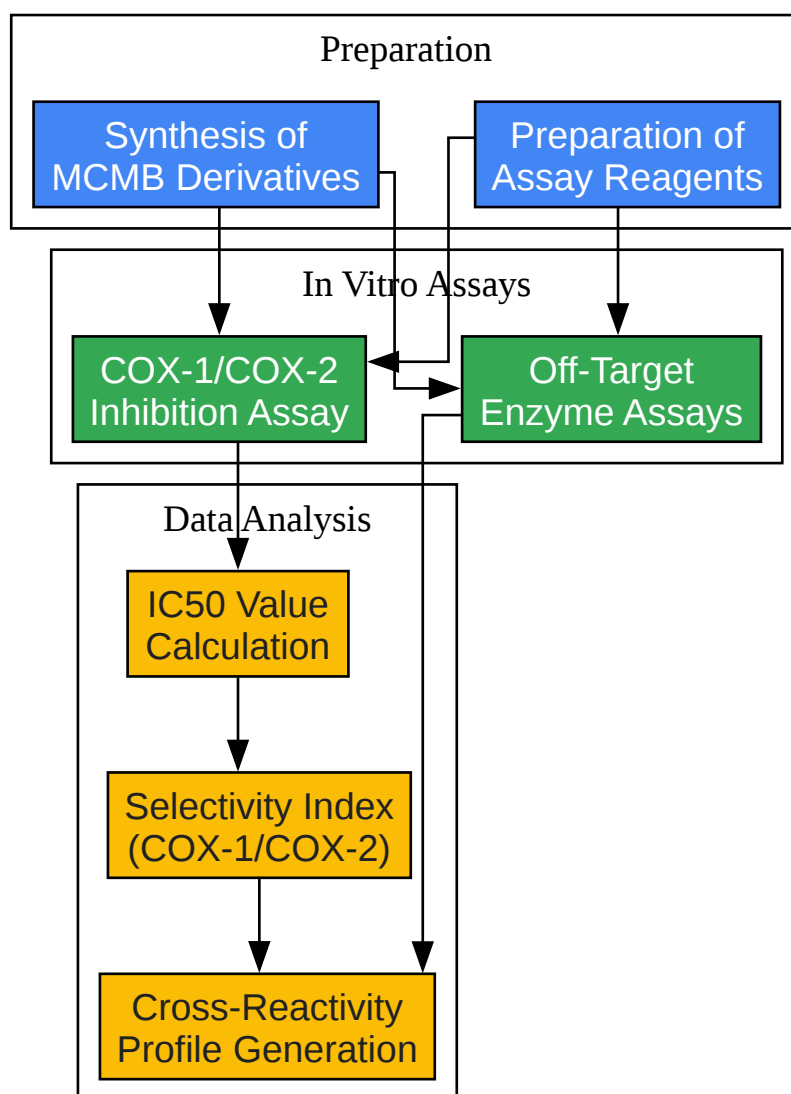 Preparation
Synthesis of
MCMB Derivatives
Preparation of
Assay Reagents
In Vitro Assays
COX-1/COX-2
Inhibition Assay
Off-Target
Enzyme Assays
Data Analysis
IC50 Value
Calculation
Selectivity Index
(COX-1/COX-2)
Cross-Reactivity
Profile Generation